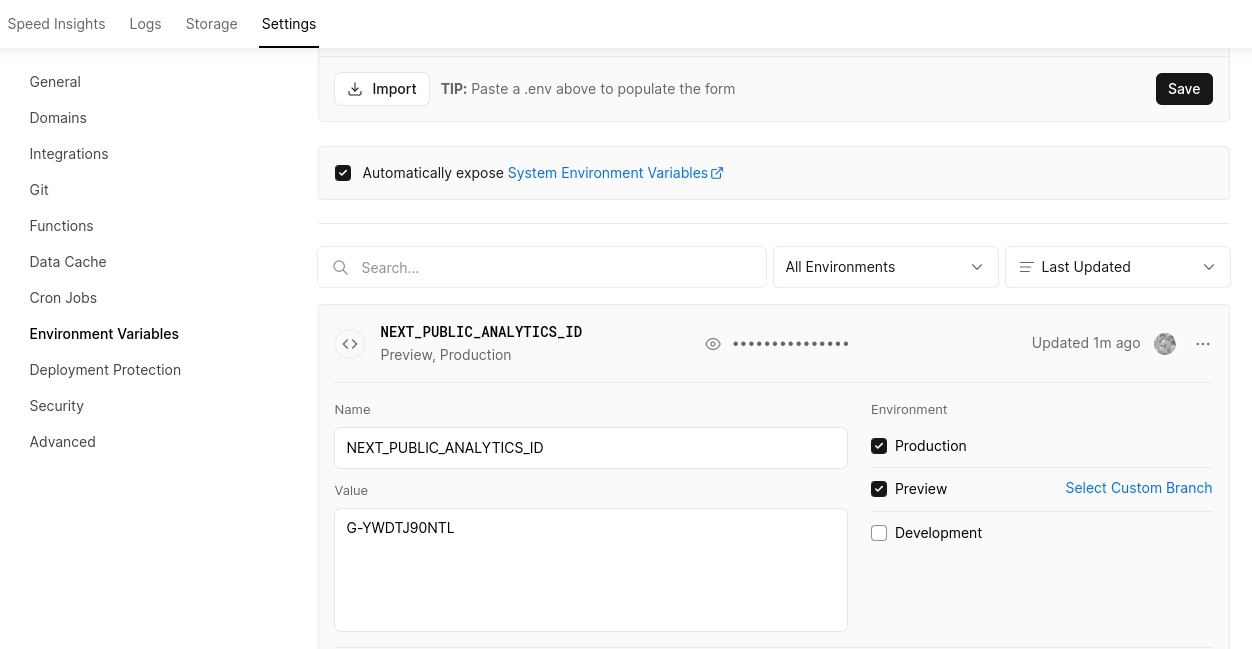 Speed Insights Logs Storage Settings
General
Domains
Integrations
Git
Functions
Data Cache
Cron Jobs
Environment Variables
Deployment Protection
Security
Advanced
Import TIP: Paste a .env above to populate the form Save
Automatically expose System Environment Variables
Search... All Environments Last Updated
NEXT_PUBLIC_ANALYTICS_ID
Preview, Production
••••••••••••••• Updated 1m ago
Name
NEXT_PUBLIC_ANALYTICS_ID
Value
G-YWDTJ90NTL
Environment
Production
Preview Select Custom Branch
Development